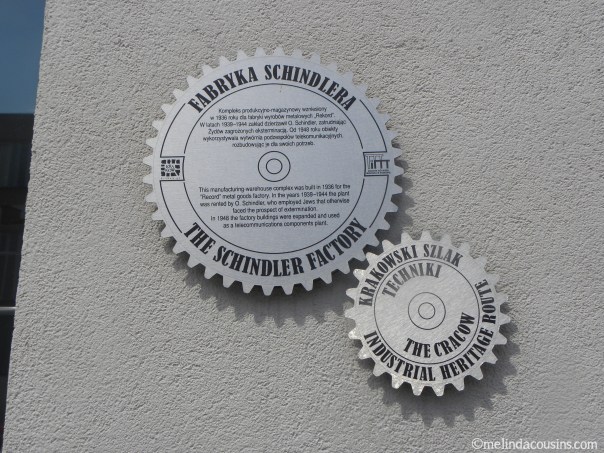 FABRYKA SCHINDLERA
Kompleks produkcyjno-magazynowy wzniesiony
w 1936 roku dla fabryki wyrobów metalowych „Rekord”.
W latach 1939–1944 zakład dzierżawił O. Schindler, zatrudniając
Żydów zagrożonych eksterminacją. Od 1948 roku obiekty
wykorzystywała wytwórnia podzespołów telekomunikacyjnych,
rozbudowując je dla swoich potrzeb.
This manufacturing-warehouse complex was built in 1936 for the
"Rekord" metal goods factory. In the years 1939–1944 the plant
was rented by O. Schindler, who employed Jews that otherwise
faced the prospect of extermination.
In 1948 the factory buildings were expanded and used
as a telecommunications components plant.
THE SCHINDLER FACTORY
KRAKOWSKI SZLAK
TECHNIKI
THE CRACOW
INDUSTRIAL HERITAGE ROUTE
©melindacousins.com